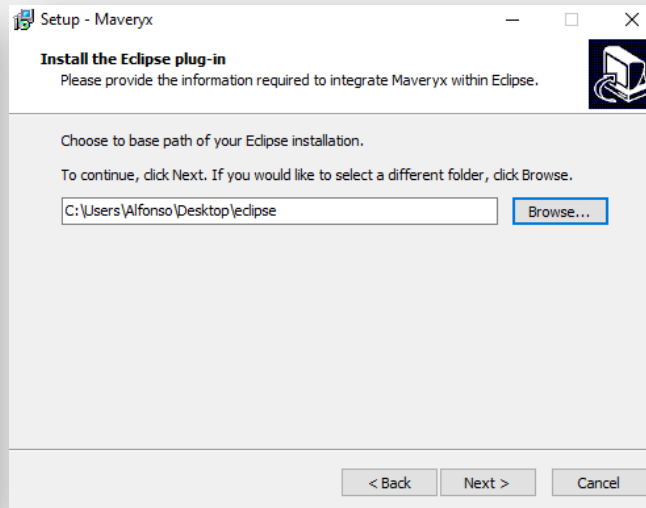 Setup - Maveryx
Install the Eclipse plug-in
Please provide the information required to integrate Maveryx within Eclipse.
Choose to base path of your Eclipse installation.
To continue, click Next. If you would like to select a different folder, click Browse.
C:\Users\Alfonso\Desktop\eclipse
Browse...
< Back
Next >
Cancel